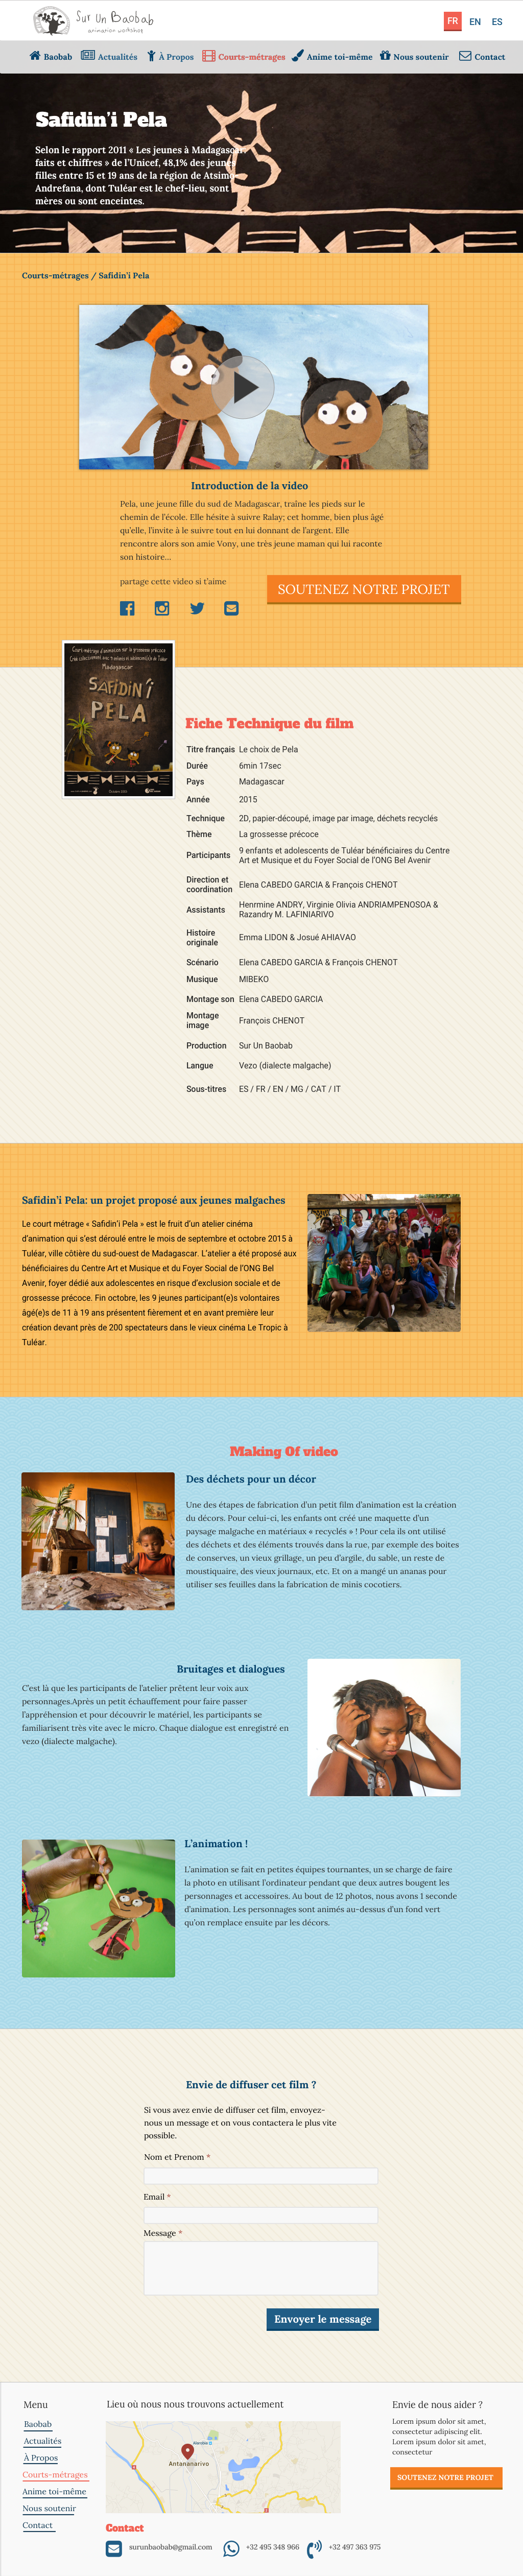 Sur Un Baobab
animation workshop
FR EN ES
Baobab Actualités À Propos Courts-métrages Anime toi-même Nous soutenir Contact
Safidin’i Pela
Selon le rapport 2011 « Les jeunes à Madagascar:
faits et chiffres » de l’Unicef, 48,1% des jeunes
filles entre 15 et 19 ans de la région de Atsimo
Andrefana, dont Tuléar est le chef-lieu, sont
mères ou sont enceintes.
Courts-métrages / Safidin’i Pela
Introduction de la video
Pela, une jeune fille du sud de Madagascar, traîne les pieds sur le
chemin de l’école. Elle hésite à suivre Ralay; cet homme, bien plus âgé
qu’elle, l’invite à le suivre tout en lui donnant de l’argent. Elle
rencontre alors son amie Vony, une très jeune maman qui lui raconte
son histoire…
partage cette video si t’aime
SOUTENEZ NOTRE PROJET
Court-métrage d'animation sur la grossesse précoce
Créé collectivement avec 9 enfants et adolescent(e)s de Tuléar
Madagascar
SAFIDIN’i
PELA
Fiche Technique du film
Titre français Le choix de Pela
Durée 6min 17sec
Pays Madagascar
Année 2015
Technique 2D, papier-découpé, image par image, déchets recyclés
Thème La grossesse précoce
Participants 9 enfants et adolescents de Tuléar bénéficiaires du Centre
Art et Musique et du Foyer Social de l’ONG Bel Avenir
Direction et
coordination Elena CABEDO GARCIA & François CHENOT
Assistants Henrmine ANDRY, Virginie Olivia ANDRIAMPENOSOA &
Razandry M. LAFINIARIVO
Histoire
originale Emma LIDON & Josué AHIAVAO
Scénario Elena CABEDO GARCIA & François CHENOT
Musique MIBEKO
Montage son Elena CABEDO GARCIA
Montage
image François CHENOT
Production Sur Un Baobab
Langue Vezo (dialecte malgache)
Sous-titres ES / FR / EN / MG / CAT / IT
Safidin’i Pela: un projet proposé aux jeunes malgaches
Le court métrage « Safidin’i Pela » est le fruit d’un atelier cinéma
d’animation qui s’est déroulé entre le mois de septembre et octobre 2015 à
Tuléar, ville côtière du sud-ouest de Madagascar. L’atelier a été proposé aux
bénéficiaires du Centre Art et Musique et du Foyer Social de l’ONG Bel
Avenir, foyer dédié aux adolescentes en risque d’exclusion sociale et de
grossesse précoce. Fin octobre, les 9 jeunes participant(e)s volontaires
âgé(e)s de 11 à 19 ans présentent fièrement et en avant première leur
création devant près de 200 spectateurs dans le vieux cinéma Le Tropic à
Tuléar.
Making Of video
Des déchets pour un décor
Une des étapes de fabrication d’un petit film d’animation est la création
du décors. Pour celui-ci, les enfants ont créé une maquette d’un
paysage malgache en matériaux « recyclés » ! Pour cela ils ont utilisé
des déchets et des éléments trouvés dans la rue, par exemple des boites
de conserves, un vieux grillage, un peu d’argile, du sable, un reste de
moustiquaire, des vieux journaux, etc. Et on a mangé un ananas pour
utiliser ses feuilles dans la fabrication de minis cocotiers.
Bruitages et dialogues
C’est là que les participants de l’atelier prêtent leur voix aux
personnages.Après un petit échauffement pour faire passer
l’appréhension et pour découvrir le matériel, les participants se
familiarisent très vite avec le micro. Chaque dialogue est enregistré en
vezo (dialecte malgache).
L’animation !
L’animation se fait en petites équipes tournantes, un se charge de faire
la photo en utilisant l’ordinateur pendant que deux autres bougent les
personnages et accessoires. Au bout de 12 photos, nous avons 1 seconde
d’animation. Les personnages sont animés au-dessus d’un fond vert
qu’on remplace ensuite par les décors.
Envie de diffuser cet film ?
Si vous avez envie de diffuser cet film, envoyez-
nous un message et on vous contactera le plus vite
possible.
Nom et Prenom *
Email *
Message *
Envoyer le message
Menu
Baobab
Actualités
À Propos
Courts-métrages
Anime toi-même
Nous soutenir
Contact
Lieu où nous nous trouvons actuellement
Antananarivo
Contact
surunbaobab@gmail.com +32 495 348 966 +32 497 363 975
Envie de nous aider ?
Lorem ipsum dolor sit amet,
consectetur adipiscing elit.
Lorem ipsum dolor sit amet,
consectetur
SOUTENEZ NOTRE PROJET